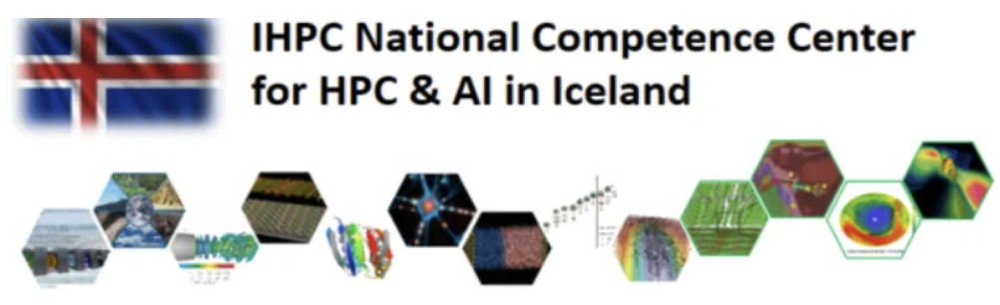 IHPC National Competence Center
for HPC & AI in Iceland